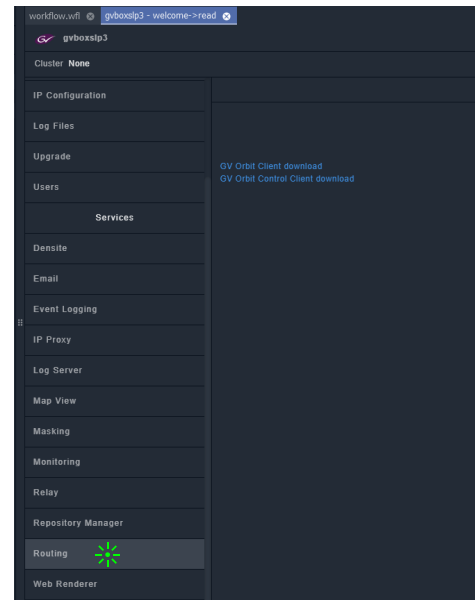 workflow.wfl
gvboxslp3 - welcome->read
GV gvboxslp3
Cluster None
IP Configuration
Log Files
Upgrade
Users
Services
Densite
Email
Event Logging
IP Proxy
Log Server
Map View
Masking
Monitoring
Relay
Repository Manager
Routing
Web Renderer
GV Orbit Client download
GV Orbit Control Client download